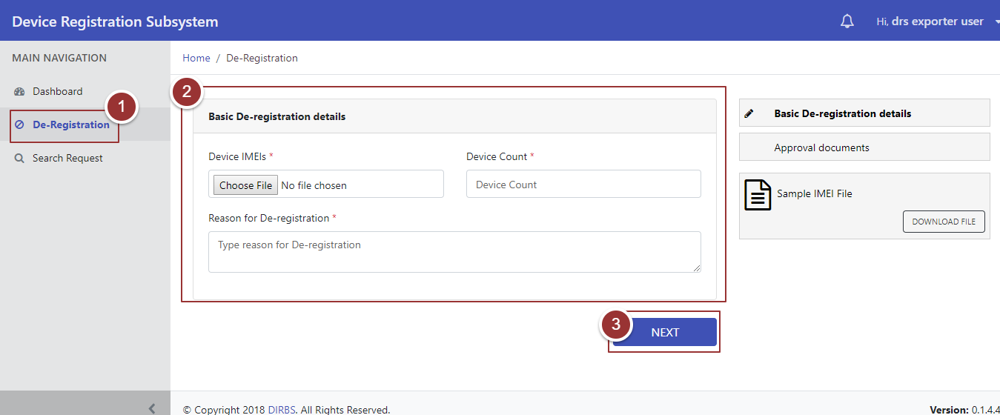 Device Registration Subsystem
Hi, drs exporter user
MAIN NAVIGATION
Dashboard
1
De-Registration
Search Request
Home / De-Registration
2
Basic De-registration details
Device IMEIs *
Device Count *
Choose File No file chosen
Device Count
Reason for De-registration *
Type reason for De-registration
3
NEXT
Basic De-registration details
Approval documents
Sample IMEI File
DOWNLOAD FILE
© Copyright 2018 DIRBS. All Rights Reserved.
Version: 0.1.4.4